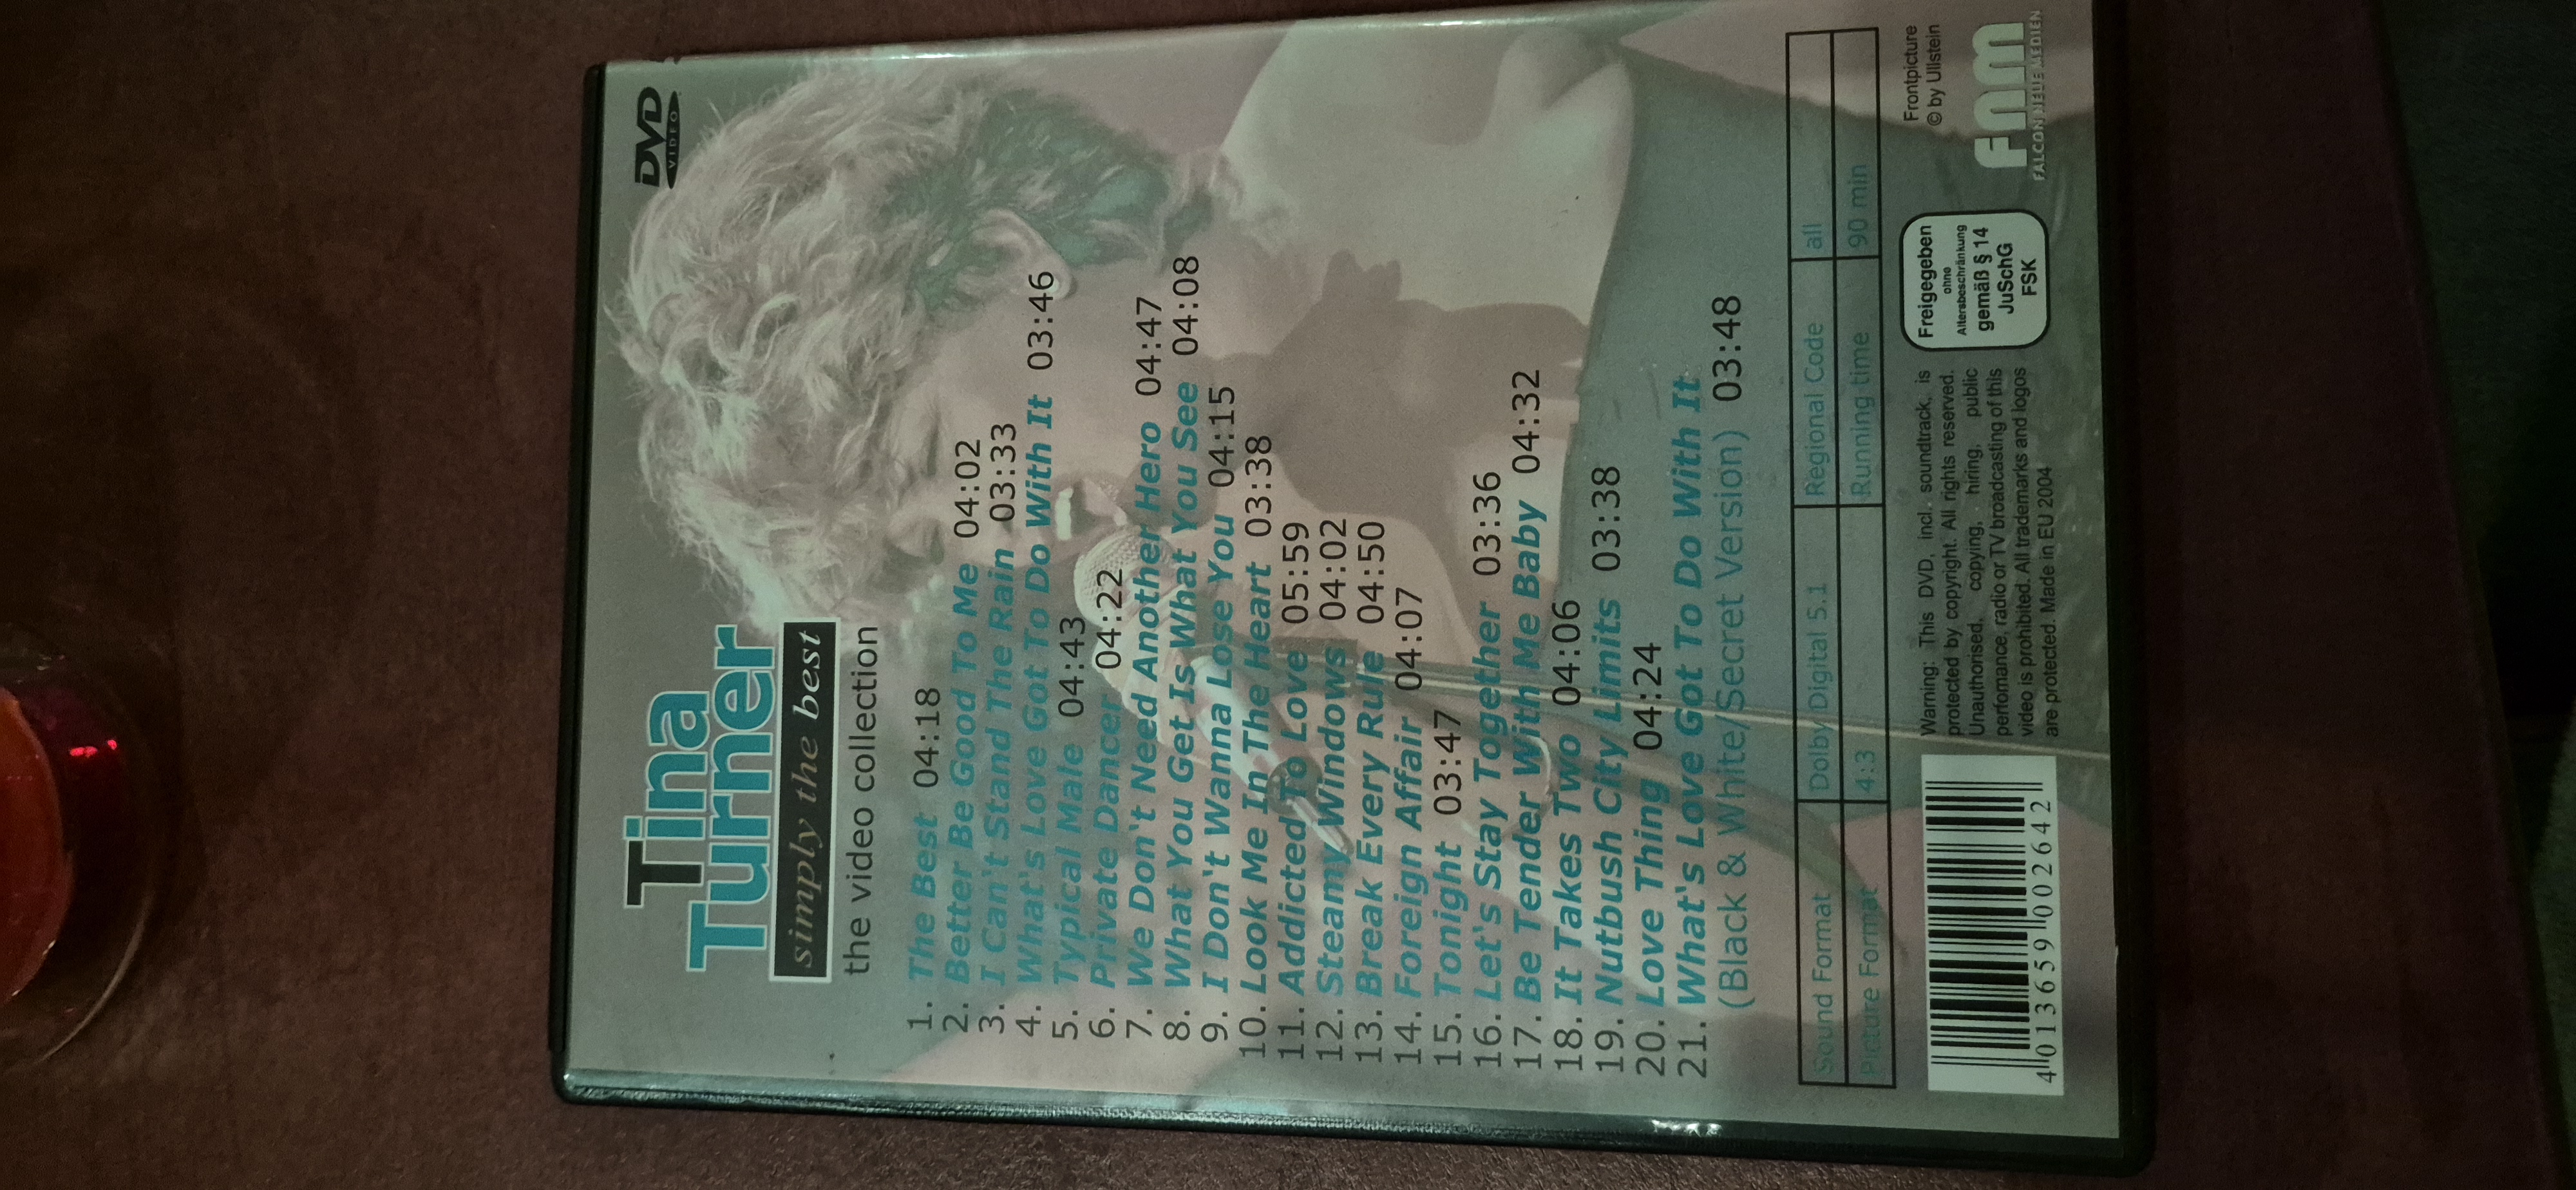 DVD
VIDEO
Tina
Turner
simply the best
the video collection
1. The Best 04:18
2. Better Be Good To Me 04:02
3. I Can't Stand The Rain 03:33
4. What's Love Got To Do With It 03:46
5. Typical Male 04:43
6. Private Dancer 04:22
7. We Don't Need Another Hero 04:47
8. What You Get Is What You See 04:08
9. I Don't Wanna Lose You 04:15
10. Look Me In The Heart 03:38
11. Addicted To Love 05:59
12. Steamy Windows 04:02
13. Break Every Rule 04:50
14. Foreign Affair 04:07
15. Tonight 03:47
16. Let's Stay Together 03:36
17. Be Tender With Me Baby 04:32
18. It Takes Two 04:06
19. Nutbush City Limits 03:38
20. Love Thing 04:24
21. What's Love Got To Do With It
(Black & White/Secret Version) 03:48
Sound Format Dolby Digital 5.1 Regional Code all
Picture Format 4:3 Running time 90 min
4 013659 002642
Warning: This DVD, incl. soundtrack, is
protected by copyright. All rights reserved.
Unauthorised, copying, hiring, public
perfomance, radio or TV broadcasting of this
video is prohibited. All trademarks and logos
are protected. Made in EU 2004
Freigegeben
ohne
Altersbeschränkung
gemäß § 14
JuSchG
FSK
Frontpicture
© by Ullstein
fnm
FALCON NEUE MEDIEN